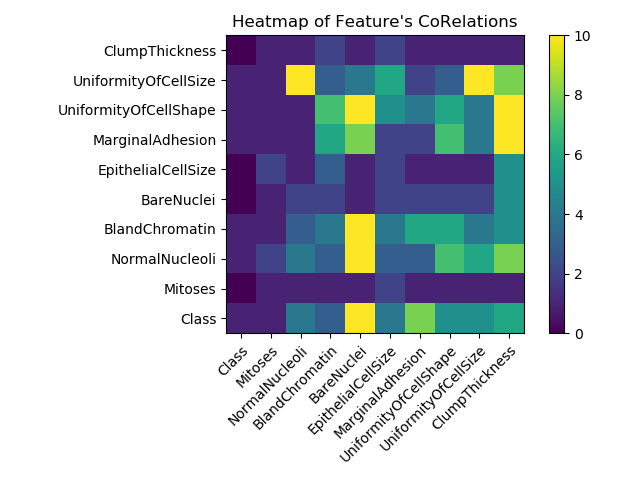 Heatmap of Feature's CoRelations
ClumpThickness
UniformityOfCellSize
UniformityOfCellShape
MarginalAdhesion
EpithelialCellSize
BareNuclei
BlandChromatin
NormalNucleoli
Mitoses
Class
Class
Mitoses
NormalNucleoli
BlandChromatin
BareNuclei
EpithelialCellSize
MarginalAdhesion
UniformityOfCellShape
UniformityOfCellSize
ClumpThickness
10
8
6
4
2
0